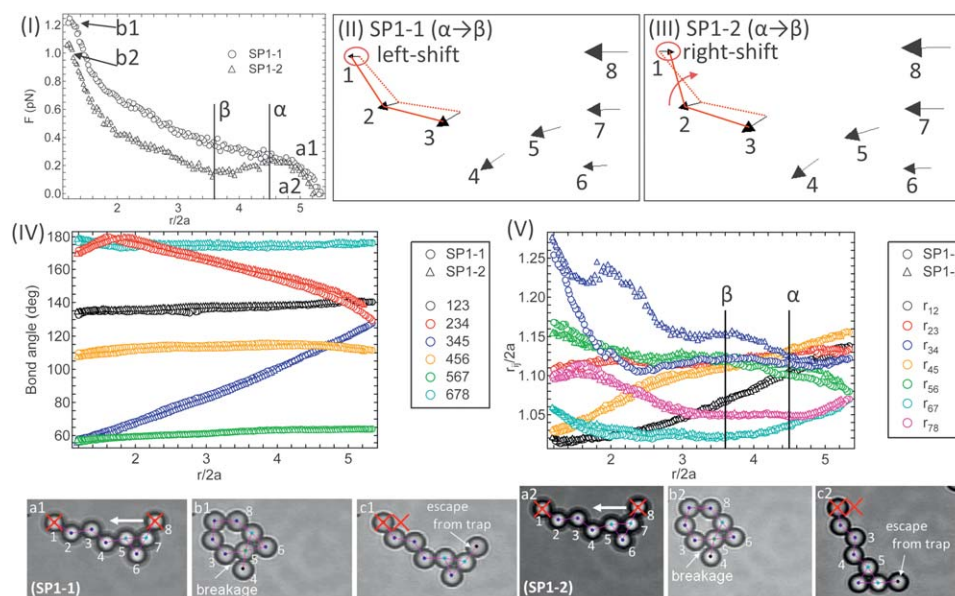 (I)
F (pN)
1.2
1.0
0.8
0.6
0.4
0.2
0.0
b1
b2
○ SP1-1
△ SP1-2
β α
a1
a2
2 3 4 5
r/2a
(II) SP1-1 (α→β)
left-shift
1
2
3
4
5
6
7
8
(III) SP1-2 (α→β)
right-shift
1
2
3
4
5
6
7
8
(IV)
Bond angle (deg)
180
160
140
120
100
80
60
2 3 4 5
r/2a
○ SP1-1
△ SP1-2
○ 123
○ 234
○ 345
○ 456
○ 567
○ 678
(V)
rij/2a
1.25
1.20
1.15
1.10
1.05
β α
2 3 4 5
r/2a
○ SP1-
△ SP1-
○ r12
○ r23
○ r34
○ r45
○ r56
○ r67
○ r78
a1
1 2 3 4 5 6 7 8
(SP1-1)
b1
8
6
4
breakage
c1
escape
from trap
a2
1 2 3 4 5 6 7 8
(SP1-2)
b2
8
6
4
breakage
c2
3
4
5
escape
from trap